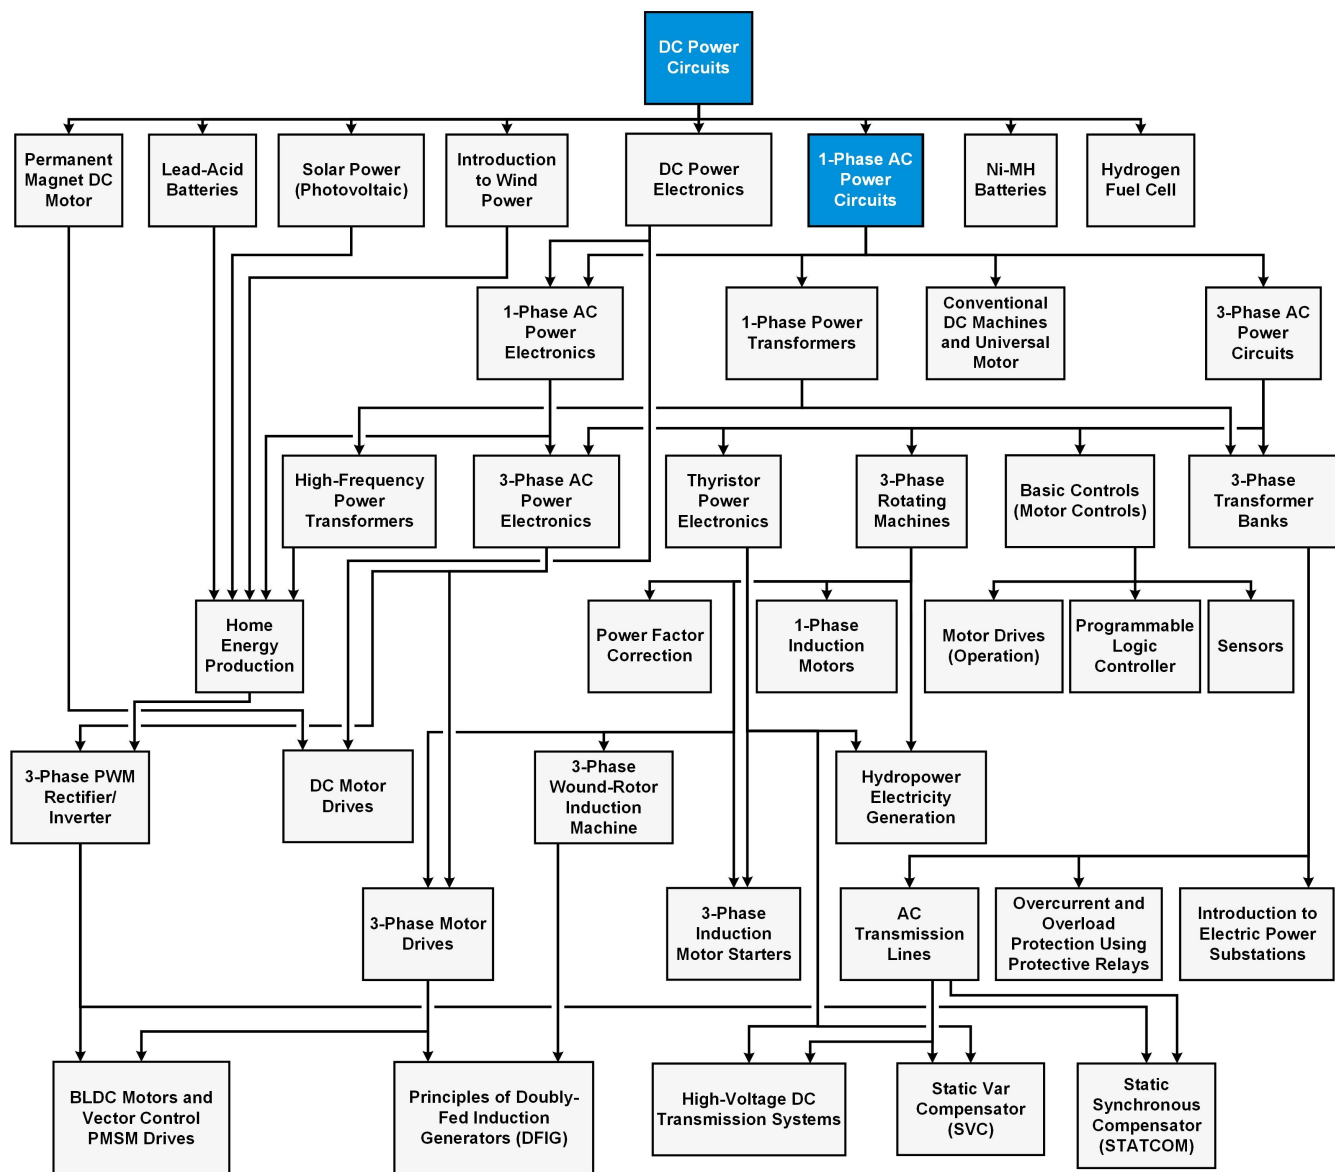 DC Power
Circuits
Permanent
Magnet DC
Motor
Lead-Acid
Batteries
Solar Power
(Photovoltaic)
Introduction
to Wind
Power
DC Power
Electronics
1-Phase AC
Power
Circuits
Ni-MH
Batteries
Hydrogen
Fuel Cell
1-Phase AC
Power
Electronics
1-Phase Power
Transformers
Conventional
DC Machines
and Universal
Motor
3-Phase AC
Power
Circuits
High-Frequency
Power
Transformers
3-Phase AC
Power
Electronics
Thyristor
Power
Electronics
3-Phase
Rotating
Machines
Basic Controls
(Motor Controls)
3-Phase
Transformer
Banks
Home
Energy
Production
Power Factor
Correction
1-Phase
Induction
Motors
Motor Drives
(Operation)
Programmable
Logic
Controller
Sensors
3-Phase PWM
Rectifier/
Inverter
DC Motor
Drives
3-Phase
Wound-Rotor
Induction
Machine
Hydropower
Electricity
Generation
3-Phase Motor
Drives
3-Phase
Induction
Motor Starters
AC
Transmission
Lines
Overcurrent and
Overload
Protection Using
Protective Relays
Introduction to
Electric Power
Substations
BLDC Motors and
Vector Control
PMSM Drives
Principles of Doubly-
Fed Induction
Generators (DFIG)
High-Voltage DC
Transmission Systems
Static Var
Compensator
(SVC)
Static
Synchronous
Compensator
(STATCOM)